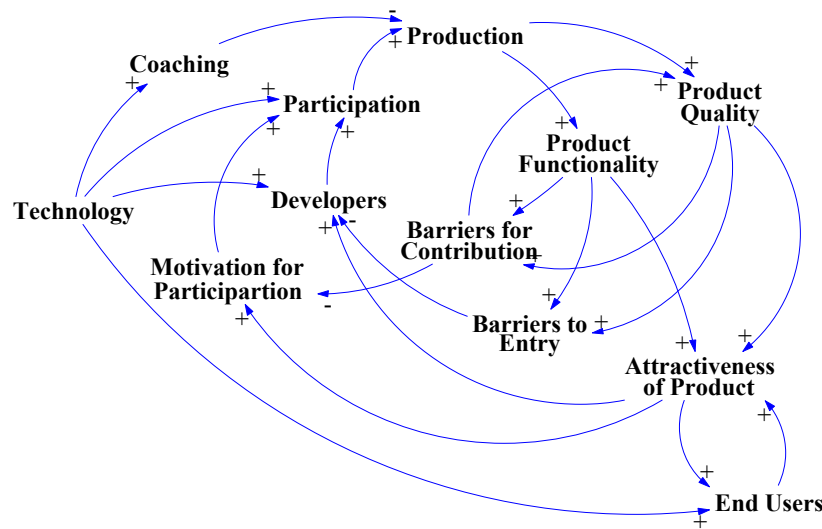 -
Production
+
+
Coaching
+
+
+
Product
Quality
Participation
+
+
+
+
Product
Functionality
+
Developers
+
Technology
+
-
Barriers for
Contribution
+
Motivation for
Participartion
-
+
+
Barriers to
Entry
+
+
+
Attractiveness
of Product
+
+
End Users
+